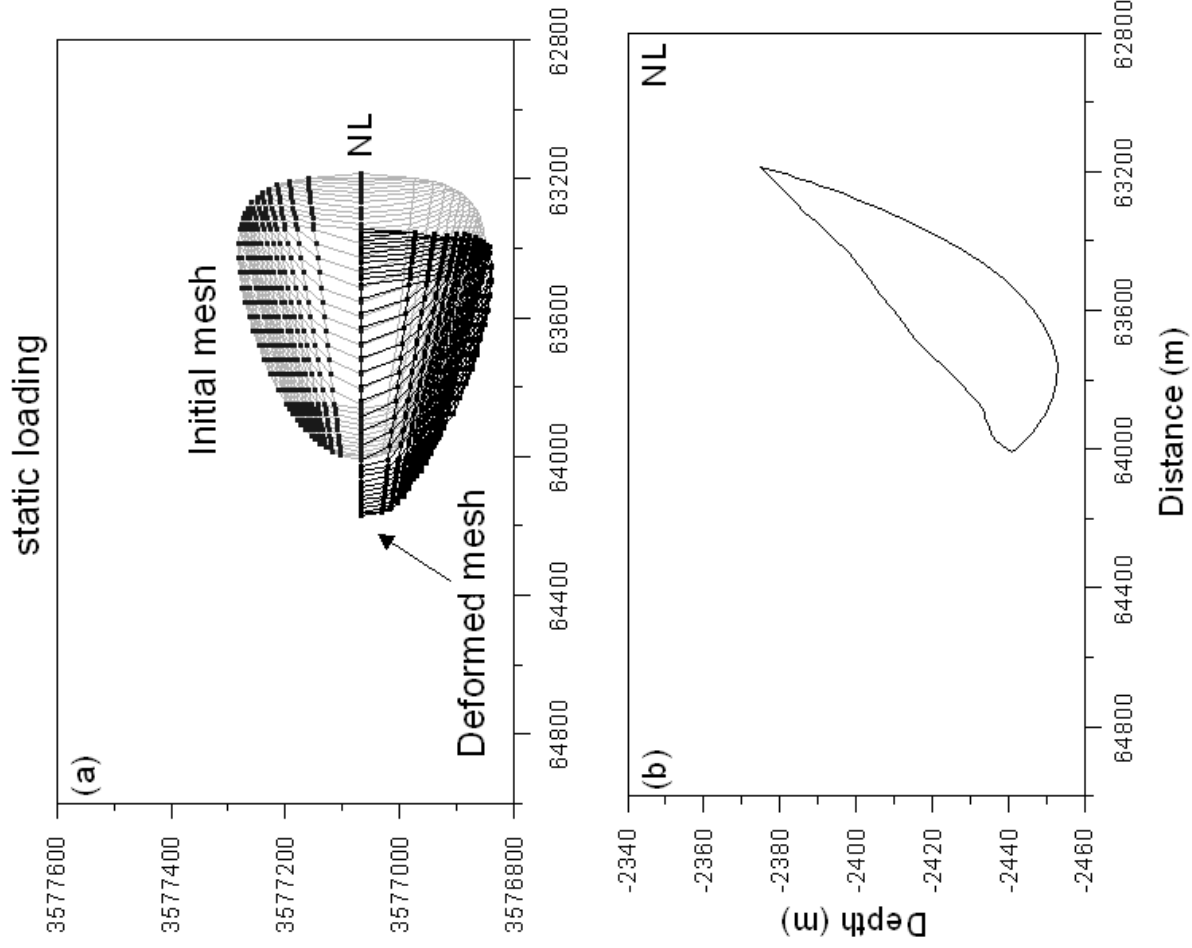 static loading
(a)
Initial mesh
NL
Deformed mesh
3577600
3577400
3577200
3577000
3576800
64800
64400
64000
63600
63200
62800
(b)
NL
Depth (m)
-2340
-2360
-2380
-2400
-2420
-2440
-2460
64800
64400
64000
63600
63200
62800
Distance (m)